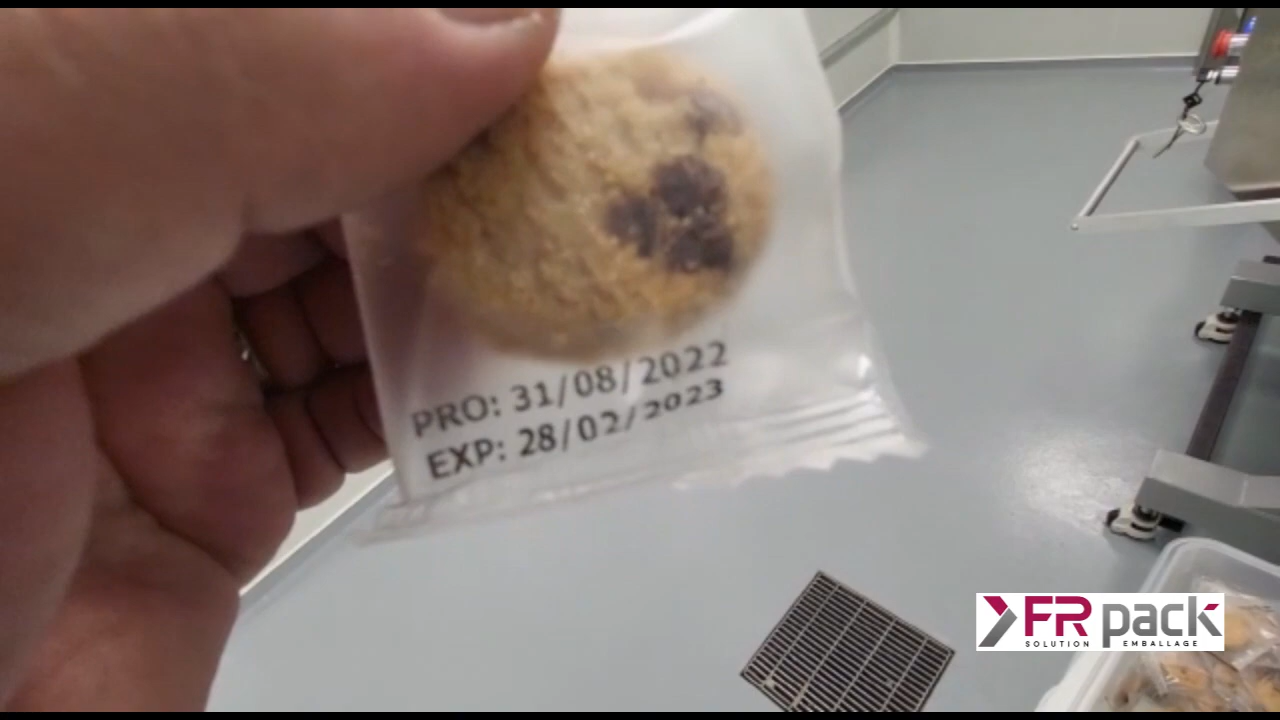 PRO: 31/08/2022
EXP: 28/02/2023
FR pack
SOLUTION EMBALLAGE